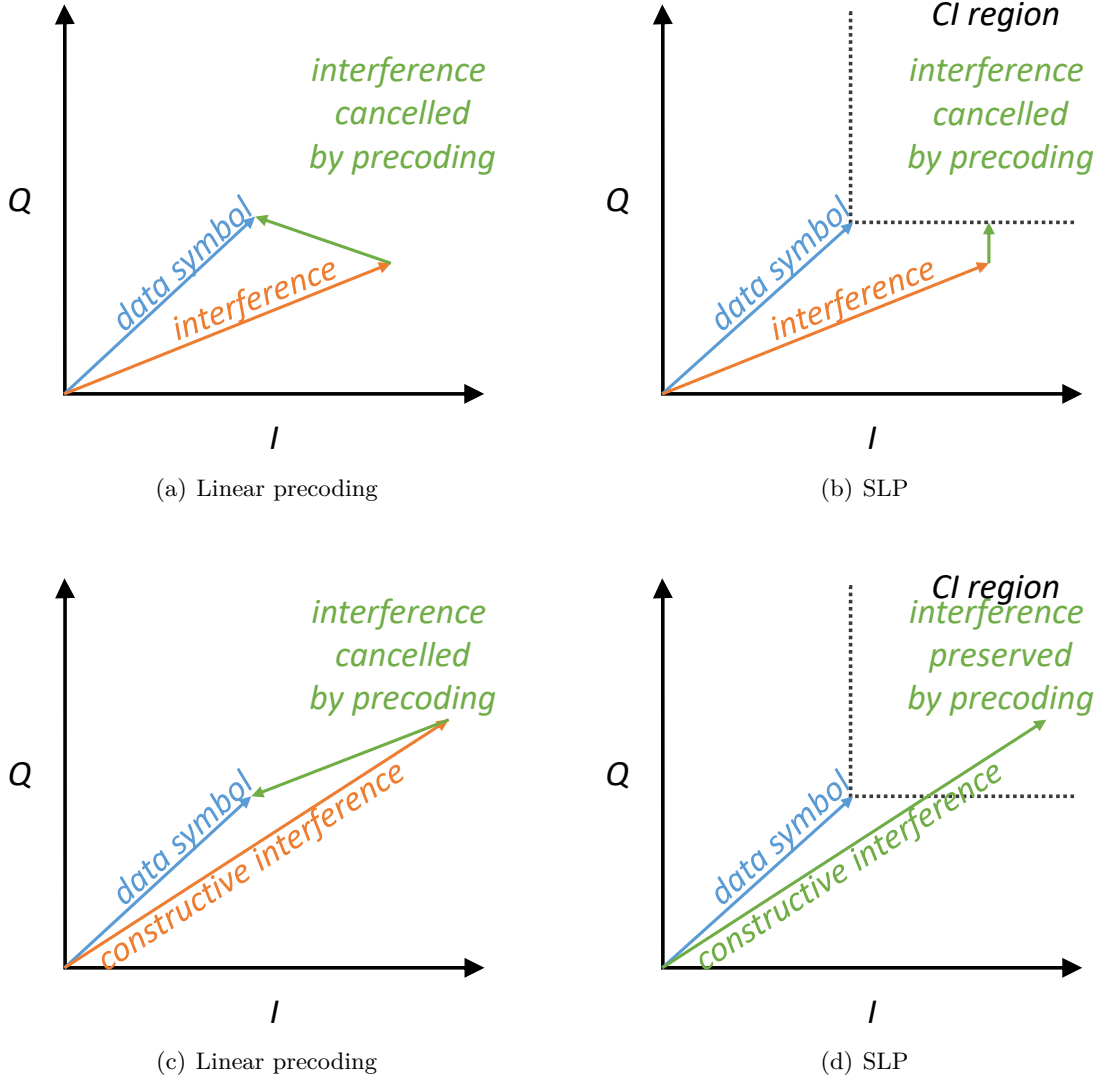 interference
cancelled
by precoding
Q
data symbol
interference
I
(a) Linear precoding
CI region
interference
cancelled
by precoding
Q
data symbol
interference
I
(b) SLP
interference
cancelled
by precoding
Q
data symbol
constructive interference
I
(c) Linear precoding
CI region
interference
preserved
by precoding
Q
data symbol
constructive interference
I
(d) SLP